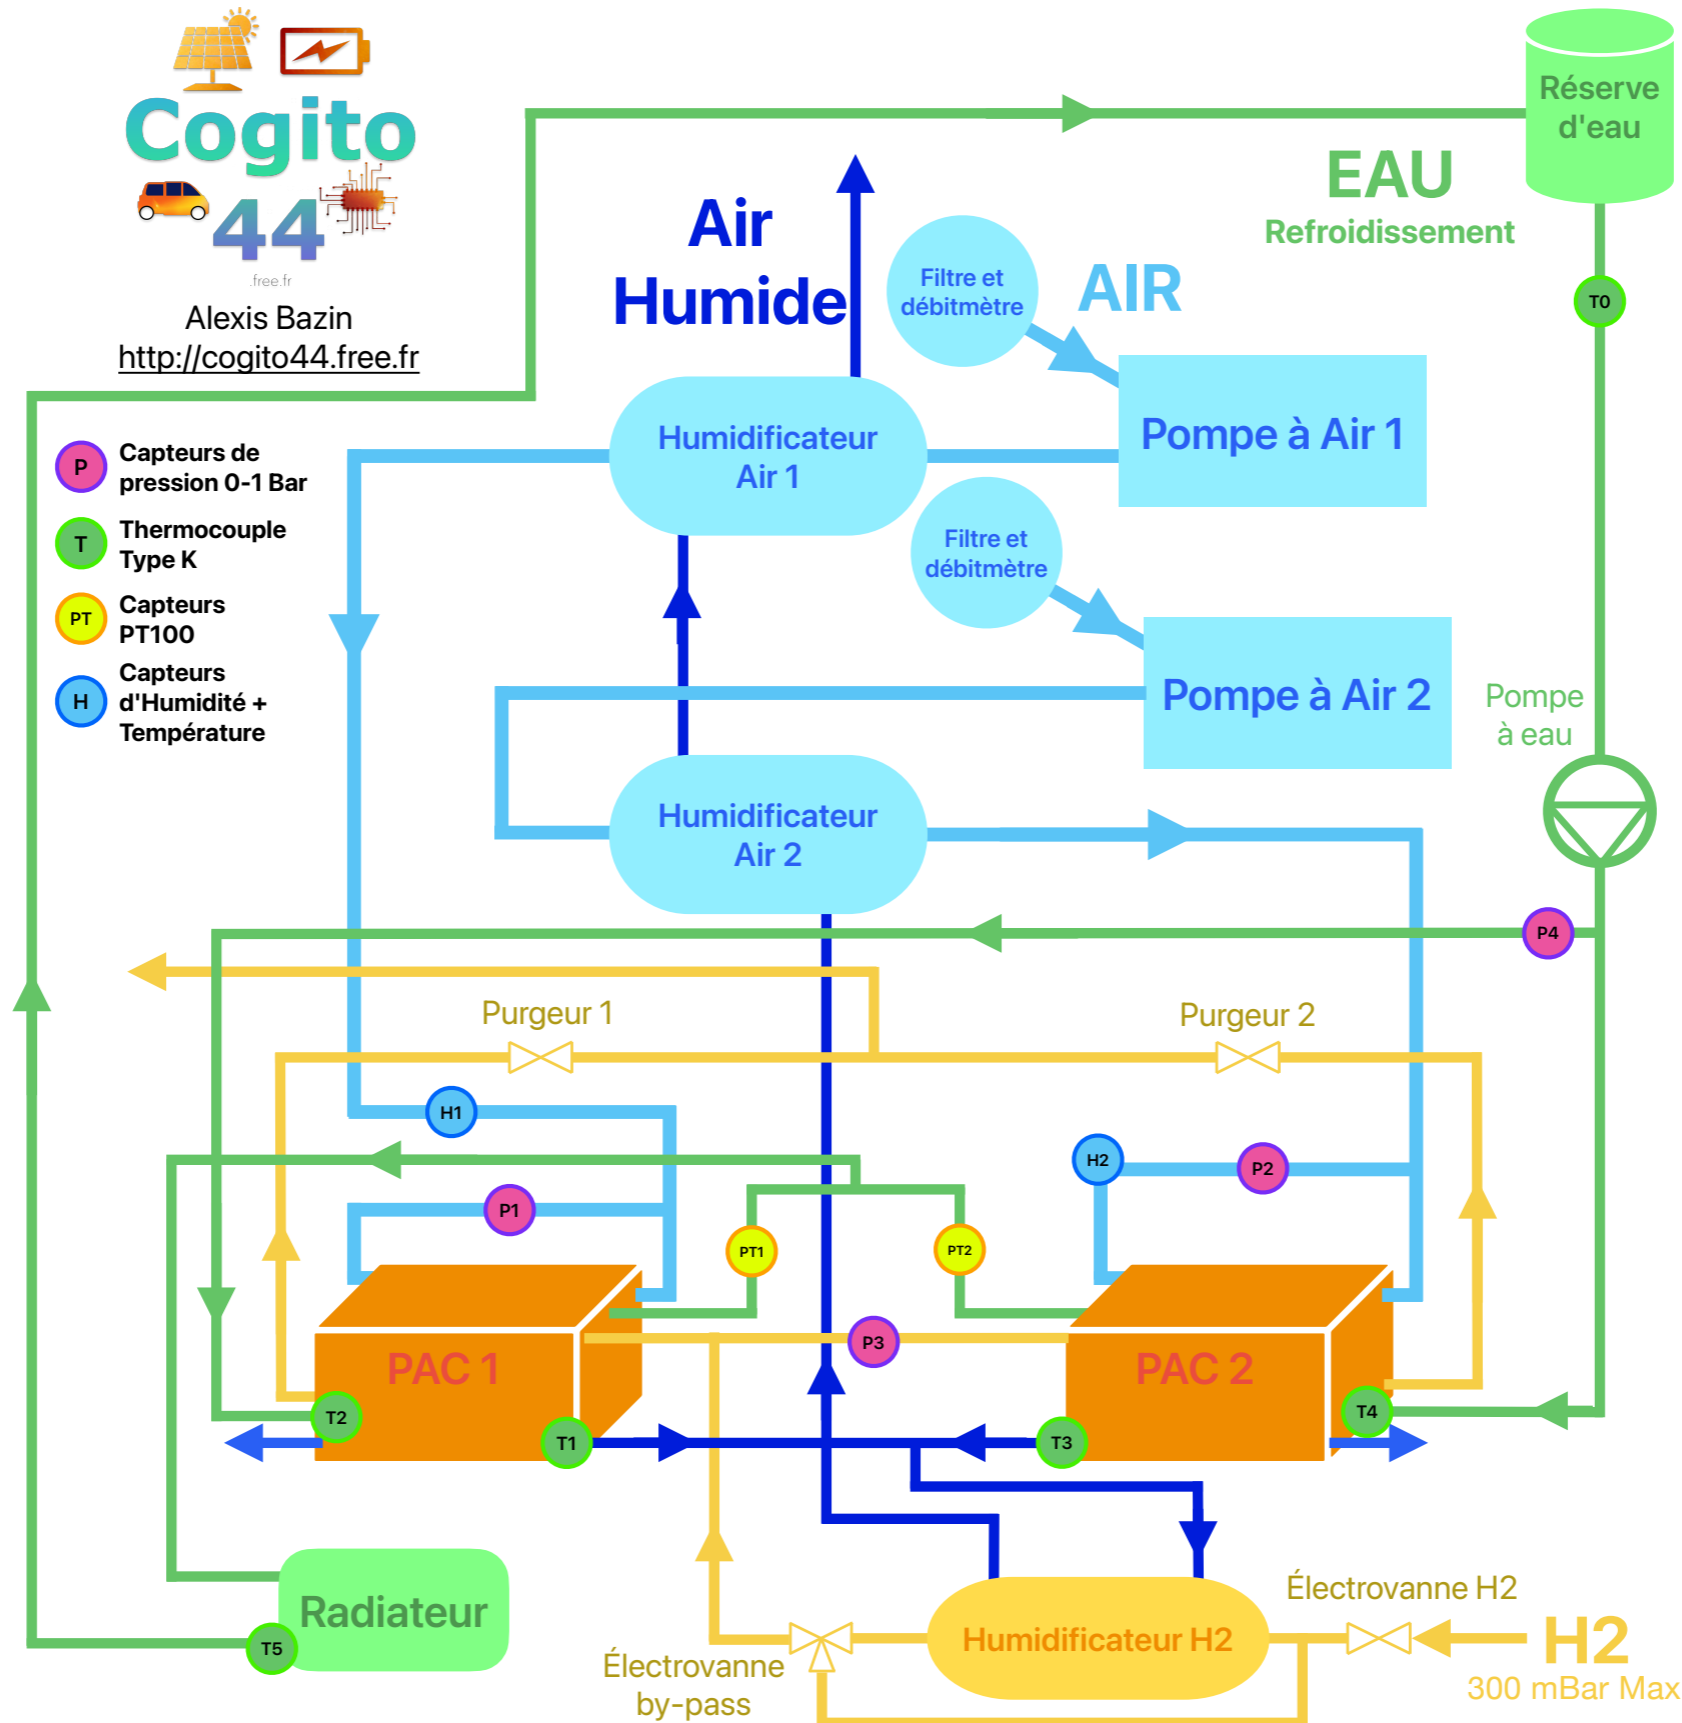 Cogito
44
.free.fr
Alexis Bazin
http://cogito44.free.fr
Réserve
d'eau
EAU
Refroidissement
T0
Air
Humide
Filtre et
débitmètre
AIR
Pompe à Air 1
Humidificateur
Air 1
P
Capteurs de
pression 0-1 Bar
T
Thermocouple
Type K
PT
Capteurs
PT100
H
Capteurs
d'Humidité +
Température
Filtre et
débitmètre
Pompe à Air 2
Pompe
à eau
Humidificateur
Air 2
P4
Purgeur 1
Purgeur 2
H1
H2
P2
P1
PT1
PT2
P3
PAC 1
PAC 2
T2
T1
T3
T4
Radiateur
T5
Électrovanne
by-pass
Humidificateur H2
Électrovanne H2
H2
300 mBar Max